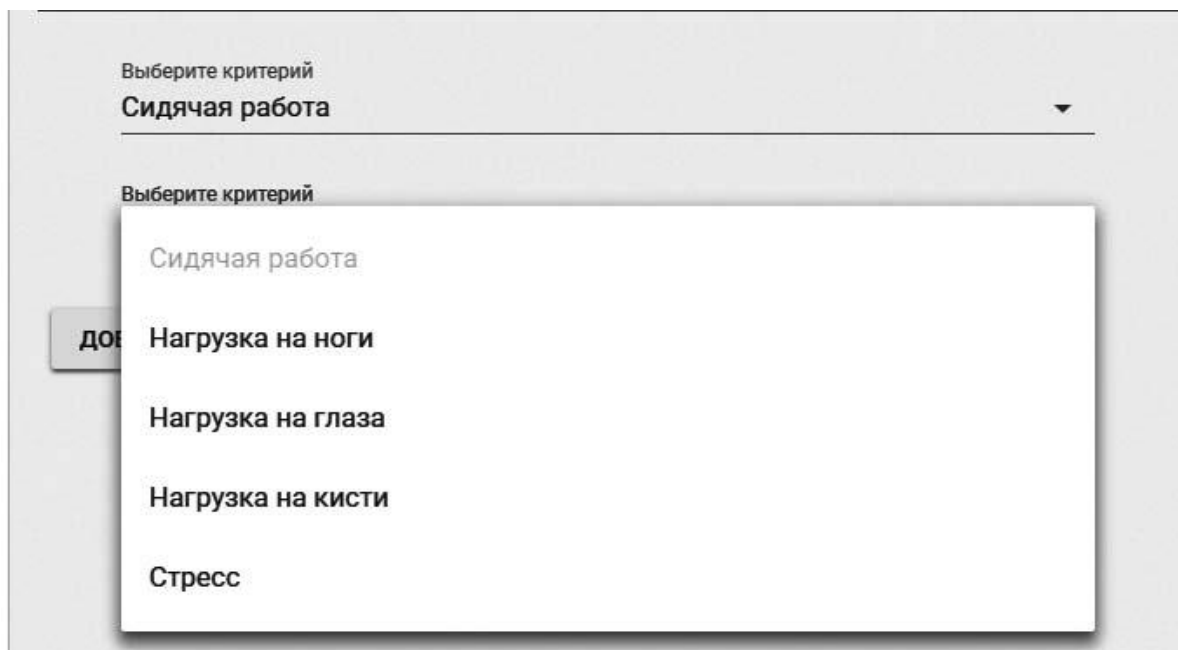 Выберите критерий
Сидячая работа
Выберите критерий
Сидячая работа
Нагрузка на ноги
Нагрузка на глаза
Нагрузка на кисти
Стресс